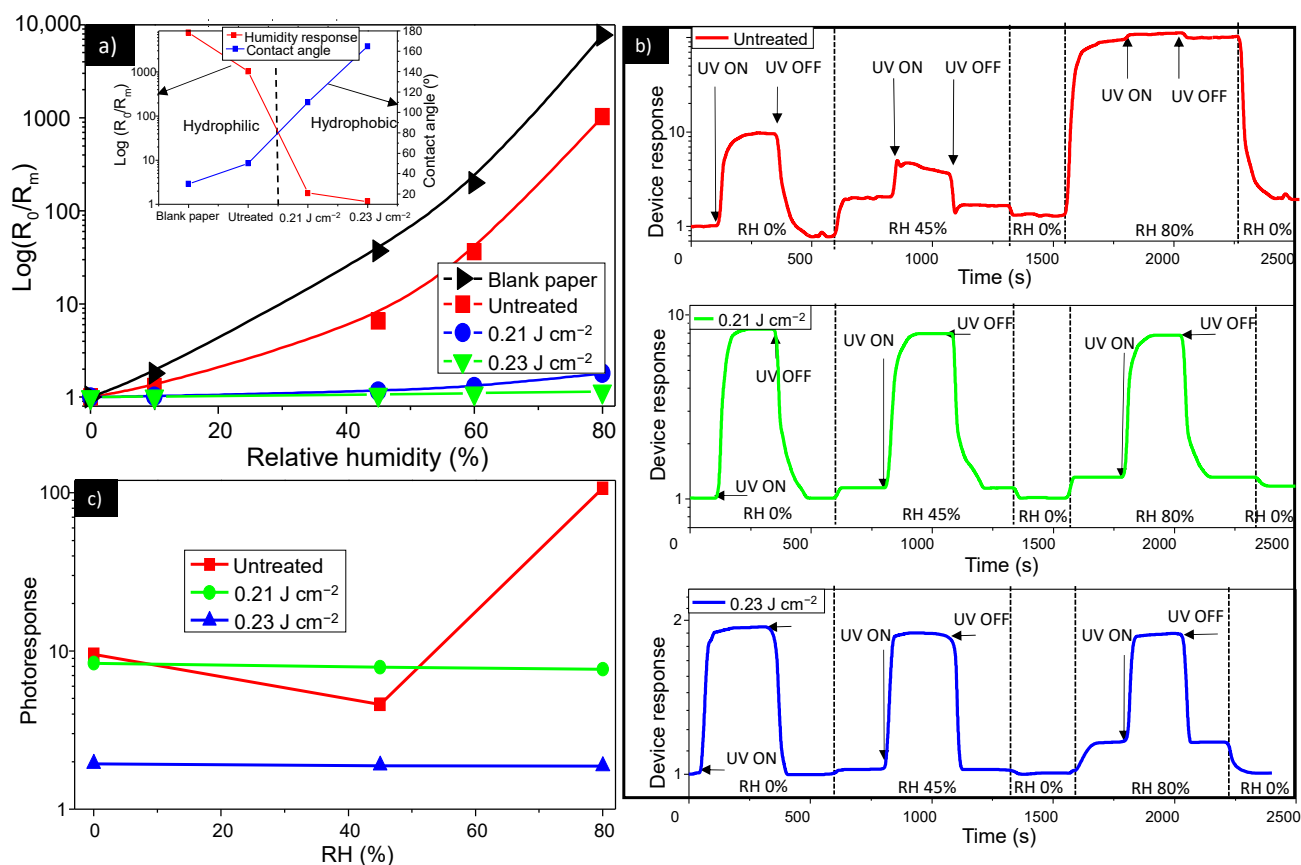 a)
10,000
1000
100
10
1
Log(R₀/Rₘ)
0
20
40
60
80
Relative humidity (%)
Blank paper
Untreated
0.21 J cm⁻²
0.23 J cm⁻²
Humidity response
Contact angle
1000
100
10
1
Log (R₀/Rₘ)
180
160
140
120
100
80
60
40
20
Contact angle (º)
Hydrophilic
Hydrophobic
Blank paper
Utreated
0.21 J cm⁻²
0.23 J cm⁻²
b)
Untreated
UV ON
UV OFF
UV ON
UV OFF
UV ON
UV OFF
10
1
Device response
RH 0%
RH 45%
RH 0%
RH 80%
RH 0%
0
500
1000
1500
2000
2500
Time (s)
0.21 J cm⁻²
UV ON
UV OFF
UV ON
UV OFF
UV ON
UV OFF
10
1
Device response
RH 0%
RH 45%
RH 0%
RH 80%
RH 0%
0
500
1000
1500
2000
2500
Time (s)
0.23 J cm⁻²
UV ON
UV ON
UV OFF
UV ON
UV OFF
2
1
Device response
RH 0%
RH 45%
RH 0%
RH 80%
RH 0%
0
500
1000
1500
2000
2500
Time (s)
c)
100
10
1
Photoresponse
Untreated
0.21 J cm⁻²
0.23 J cm⁻²
0
20
40
60
80
RH (%)